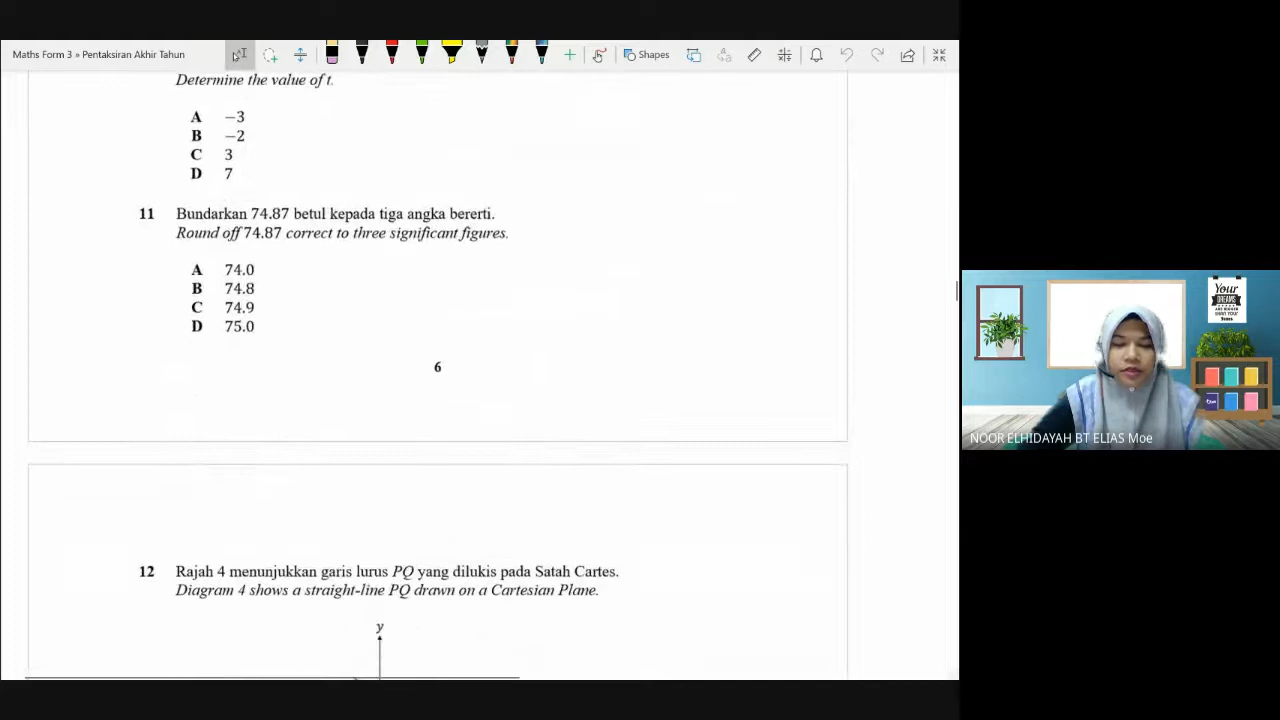 Maths Form 3 » Pentaksiran Akhir Tahun
Shapes
Determine the value of t.
A −3
B −2
C 3
D 7
11 Bundarkan 74.87 betul kepada tiga angka bererti.
Round off 74.87 correct to three significant figures.
A 74.0
B 74.8
C 74.9
D 75.0
6
12 Rajah 4 menunjukkan garis lurus PQ yang dilukis pada Satah Cartes.
Diagram 4 shows a straight-line PQ drawn on a Cartesian Plane.
y
Your
DREAMS
NOOR ELHIDAYAH BT ELIAS Moe